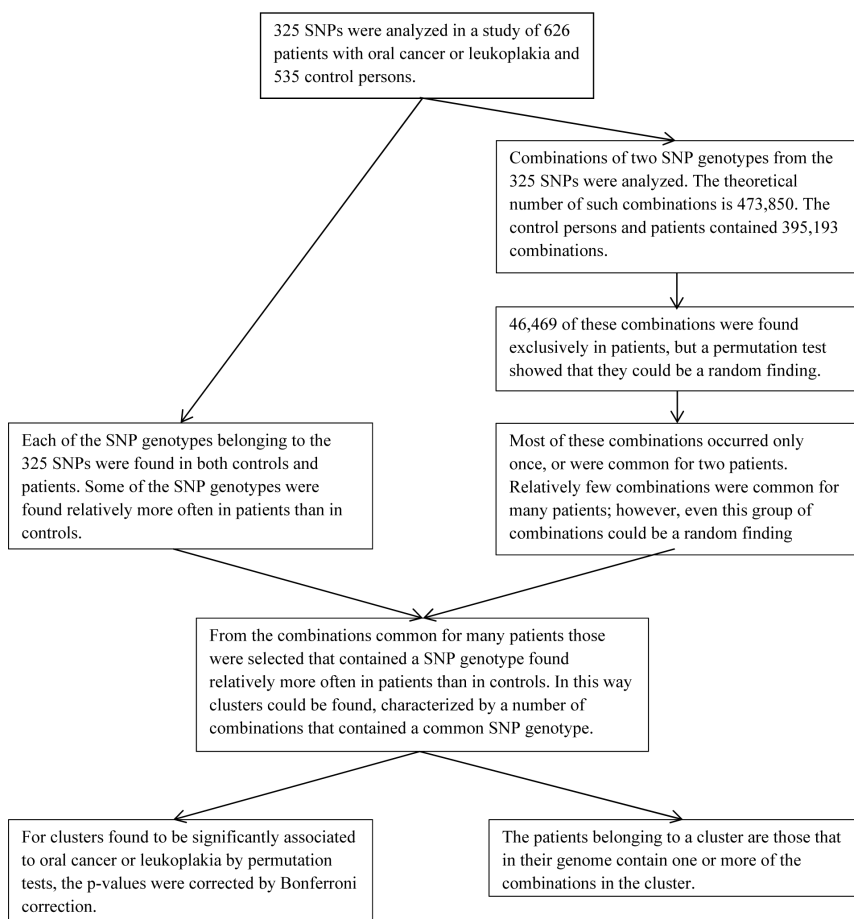 325 SNPs were analyzed in a study of 626
patients with oral cancer or leukoplakia and
535 control persons.
Combinations of two SNP genotypes from the
325 SNPs were analyzed. The theoretical
number of such combinations is 473,850. The
control persons and patients contained 395,193
combinations.
46,469 of these combinations were found
exclusively in patients, but a permutation test
showed that they could be a random finding.
Each of the SNP genotypes belonging to the
325 SNPs were found in both controls and
patients. Some of the SNP genotypes were
found relatively more often in patients than in
controls.
Most of these combinations occurred only
once, or were common for two patients.
Relatively few combinations were common for
many patients; however, even this group of
combinations could be a random finding
From the combinations common for many patients those
were selected that contained a SNP genotype found
relatively more often in patients than in controls. In this way
clusters could be found, characterized by a number of
combinations that contained a common SNP genotype.
For clusters found to be significantly associated
to oral cancer or leukoplakia by permutation
tests, the p-values were corrected by Bonferroni
correction.
The patients belonging to a cluster are those that
in their genome contain one or more of the
combinations in the cluster.